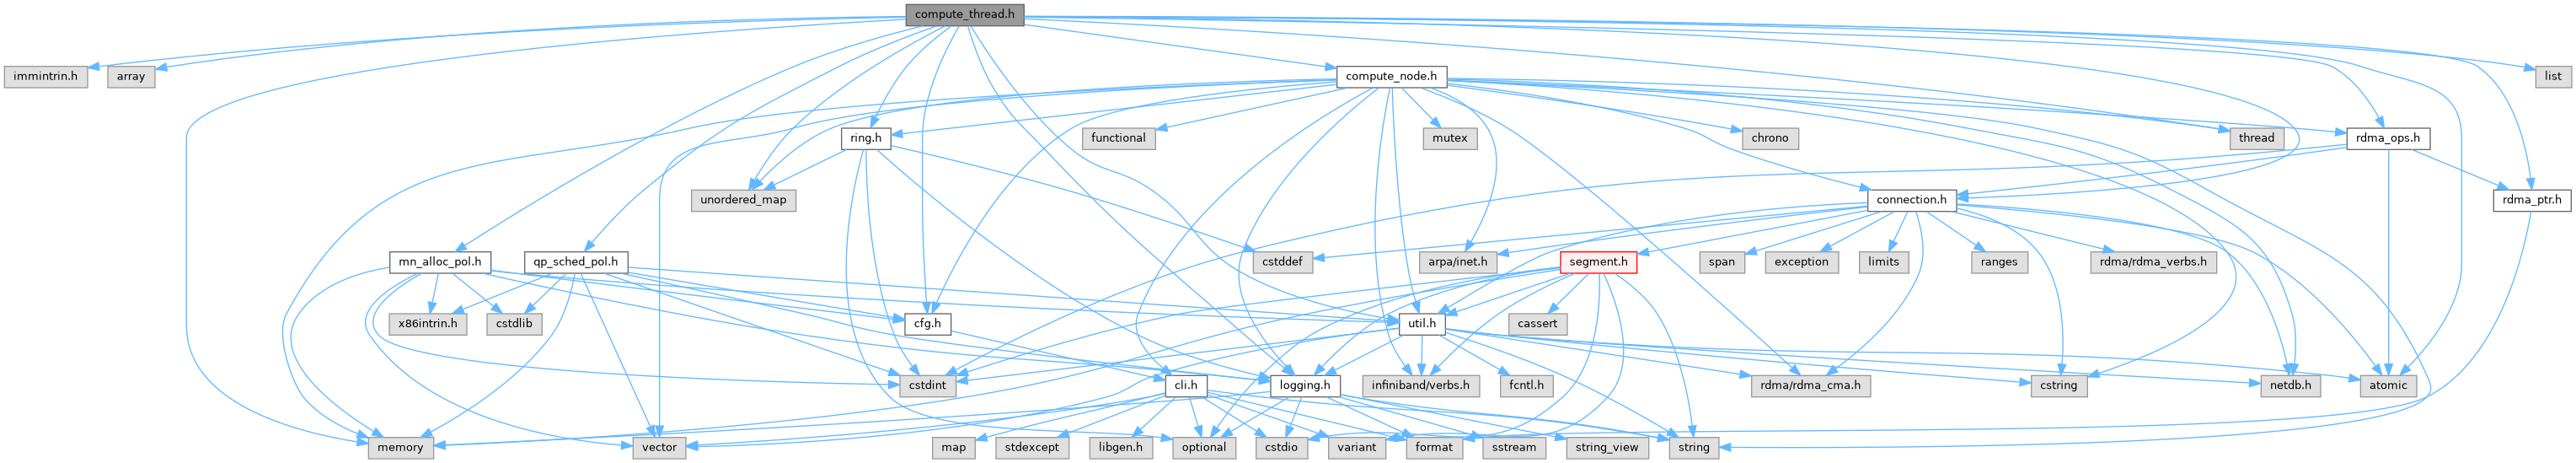 compute_thread.h
immintrin.h
array
compute_node.h
list
ring.h
functional
mutex
chrono
thread
rdma_ops.h
unordered_map
connection.h
rdma_ptr.h
mn_alloc_pol.h
qp_sched_pol.h
cstddef
arpa/inet.h
segment.h
span
exception
limits
ranges
rdma/rdma_verbs.h
x86intrin.h
cstdlib
cfg.h
util.h
cassert
cstdint
cli.h
logging.h
infiniband/verbs.h
fcntl.h
rdma/rdma_cma.h
cstring
netdb.h
atomic
memory
vector
map
stdexcept
libgen.h
optional
cstdio
variant
format
sstream
string_view
string